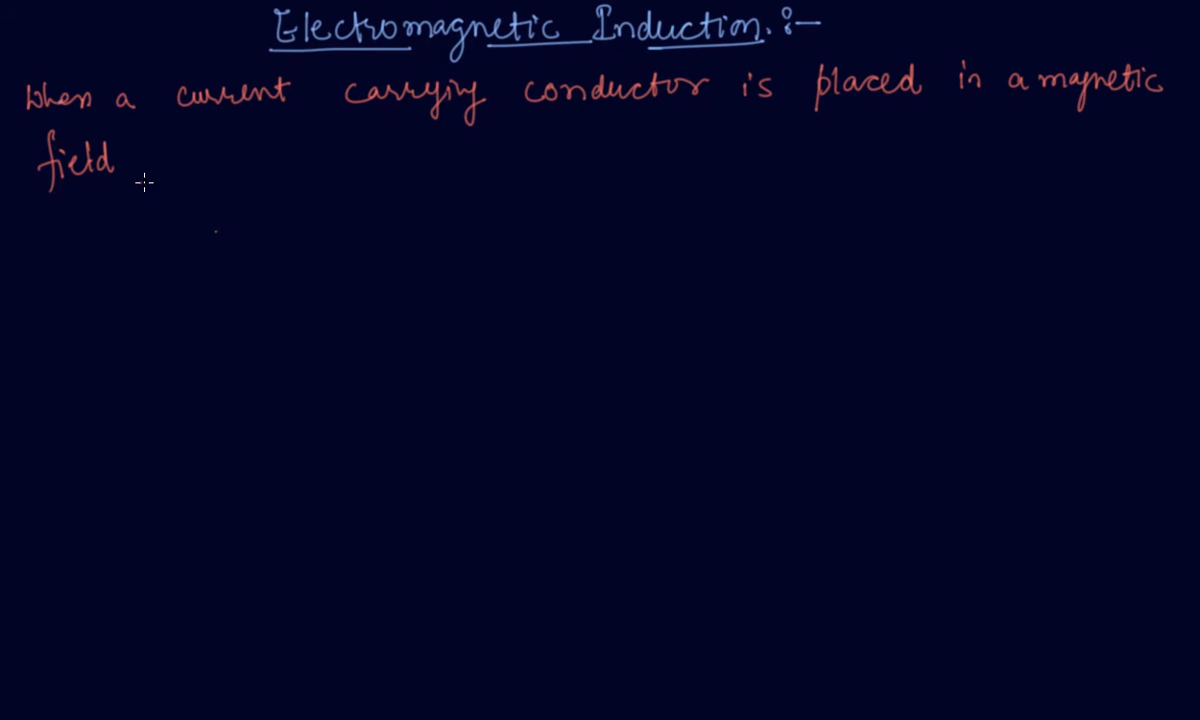 Electromagnetic Induction.:-
When a current carrying conductor is placed in a magnetic
field